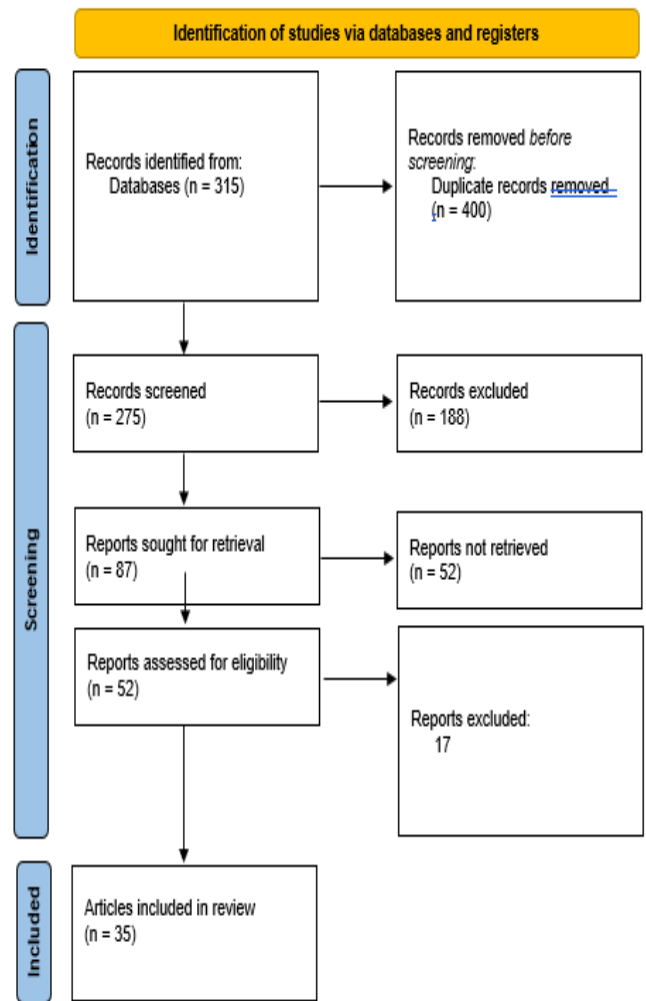 Identification of studies via databases and registers
Identification
Records identified from:
Databases (n = 315)
Records removed before
screening:
Duplicate records removed
(n = 400)
Screening
Records screened
(n = 275)
Records excluded
(n = 188)
Reports sought for retrieval
(n = 87)
Reports not retrieved
(n = 52)
Reports assessed for eligibility
(n = 52)
Reports excluded:
17
Included
Articles included in review
(n = 35)